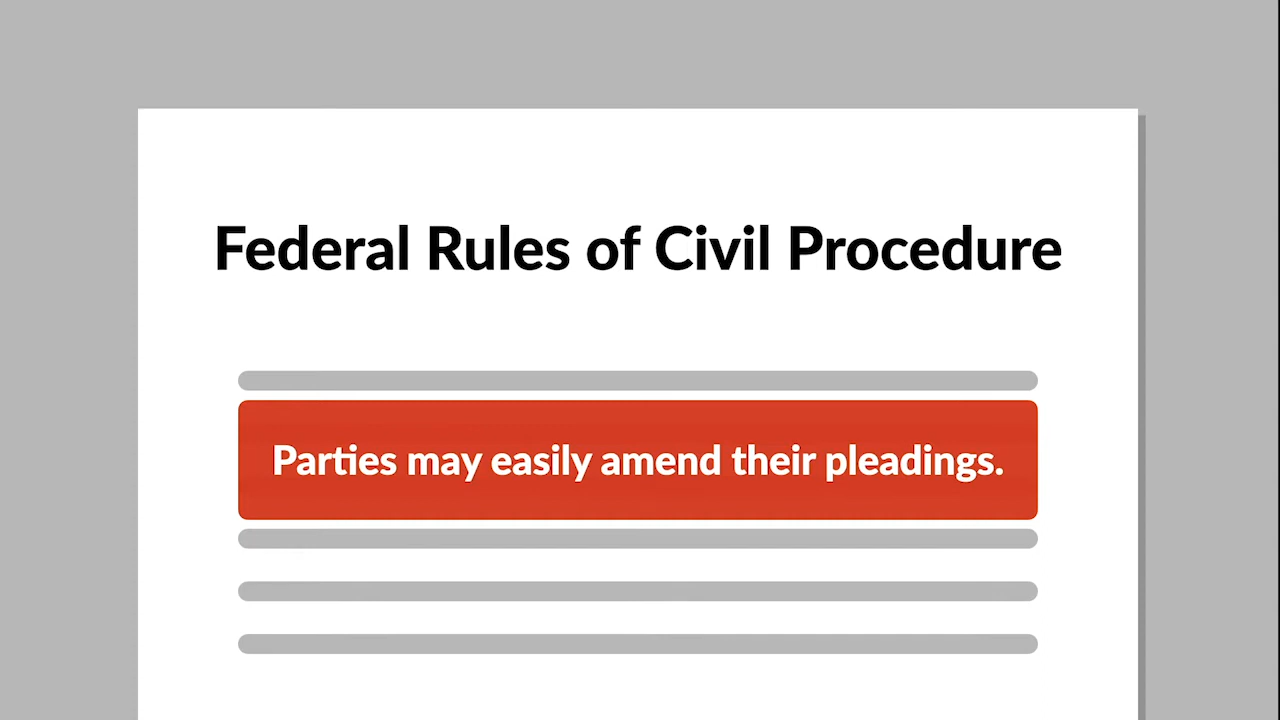 Federal Rules of Civil Procedure
Parties may easily amend their pleadings.